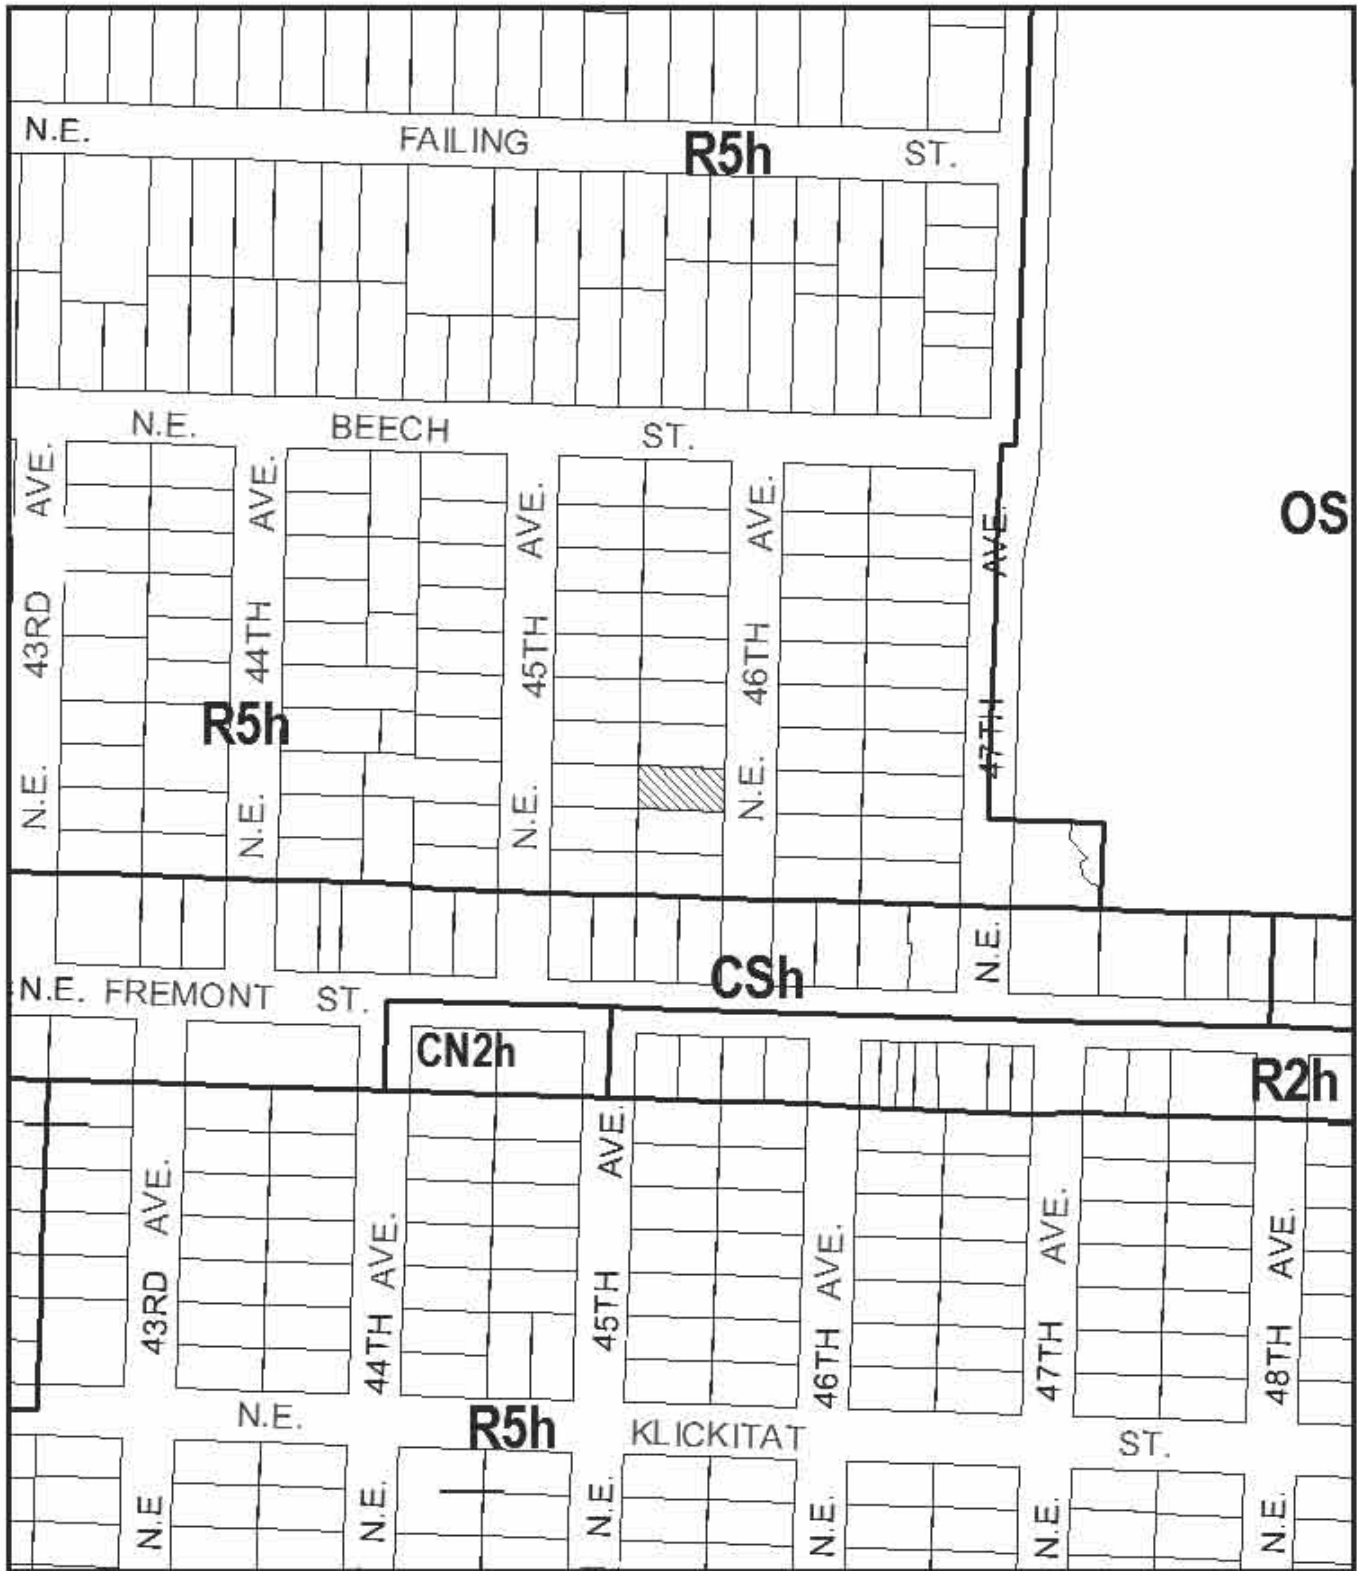 N.E. FAILING ST.
R5h
N.E. BEECH ST.
N.E. 43RD AVE.
N.E. 44TH AVE.
N.E. 45TH AVE.
N.E. 46TH AVE.
N.E. 47TH AVE.
OS
R5h
CSh
N.E. FREMONT ST.
CN2h
R2h
N.E 43RD AVE.
N.E. 44TH AVE.
N.E. 45TH AVE.
N.E. 46TH AVE.
N.E. 47TH AVE.
N.E. 48TH AVE.
N.E. KLICKITAT ST.
R5h